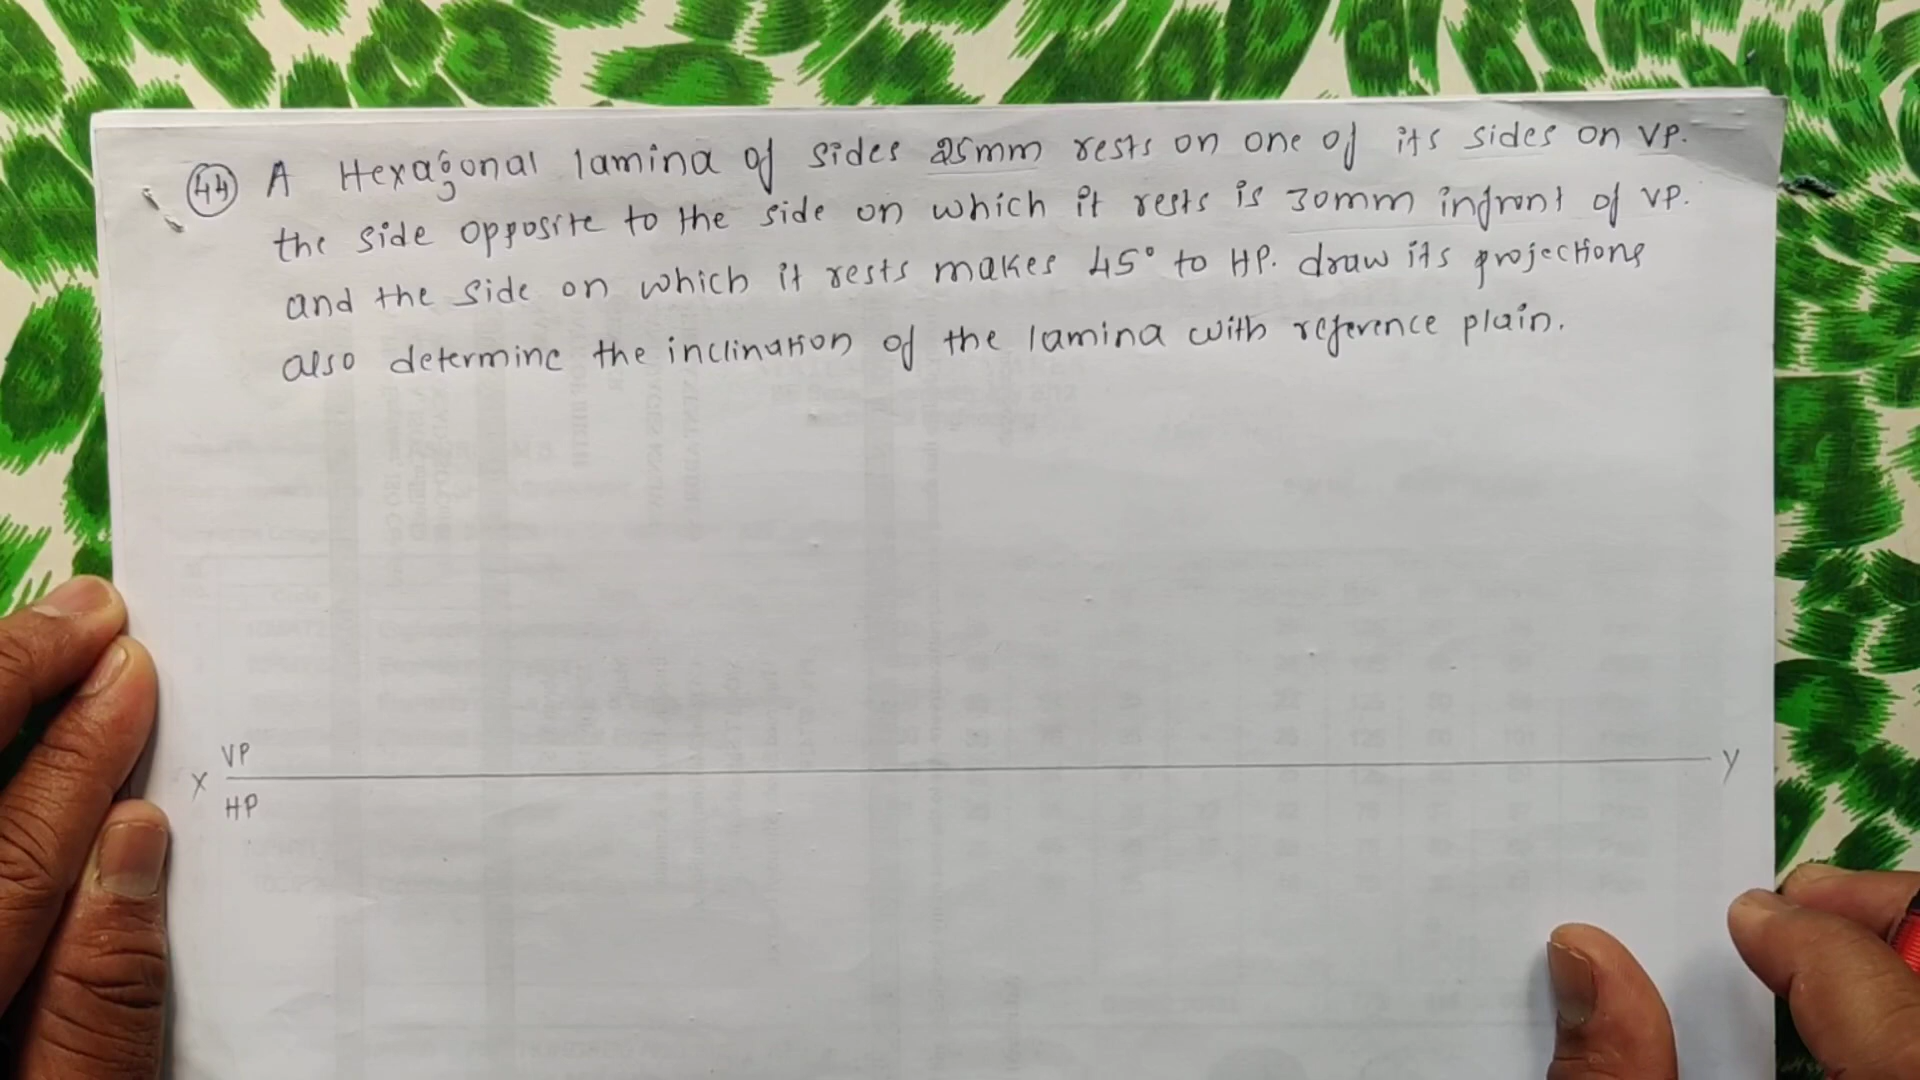 44 A Hexagonal lamina of sides 25mm rests on one of its sides on VP.
the side opposite to the side on which it rests is 30mm infront of VP.
and the side on which it rests makes 45° to HP. draw its projections
also determine the inclination of the lamina with reference plain.
VP
X Y
HP